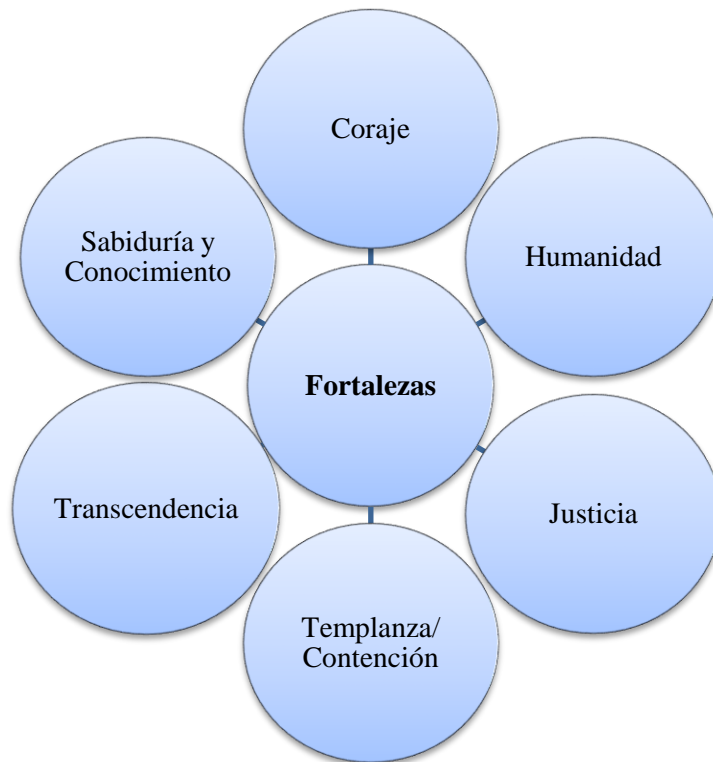 Coraje
Sabiduría y
Conocimiento
Humanidad
Fortalezas
Transcendencia
Justicia
Templanza/
Contención